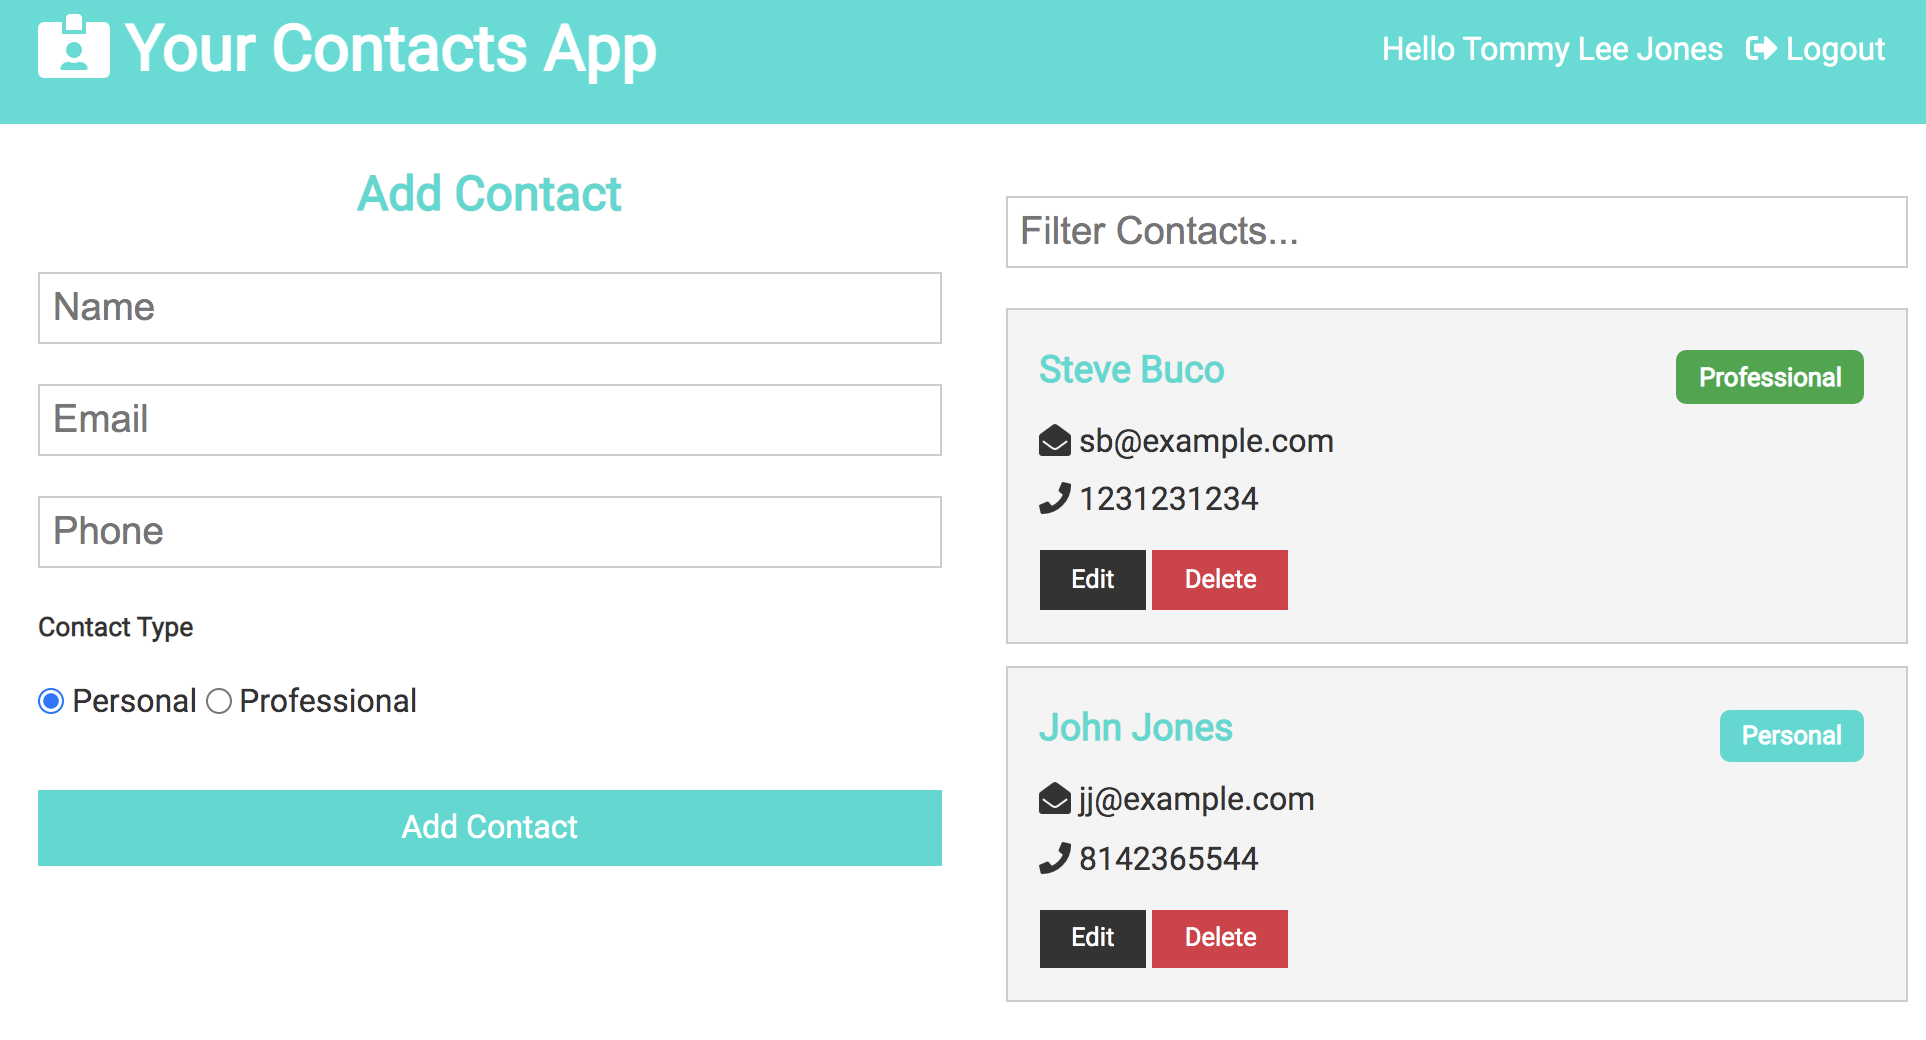 Your Contacts App
Hello Tommy Lee Jones Logout
Add Contact
Name
Email
Phone
Contact Type
Personal Professional
Add Contact
Filter Contacts...
Steve Buco
Professional
sb@example.com
1231231234
Edit Delete
John Jones
Personal
jj@example.com
8142365544
Edit Delete